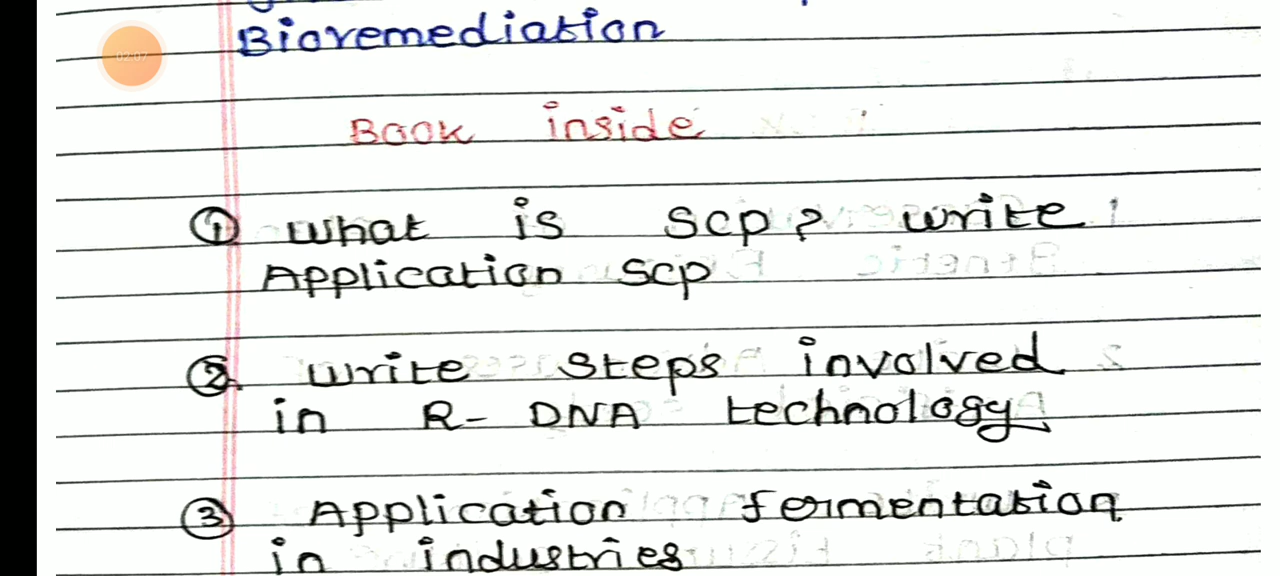 Bioremediation
Book inside
① What is Scp? write
Application Scp
② write steps involved
in R- DNA technology
③ Application fermentation
in industries